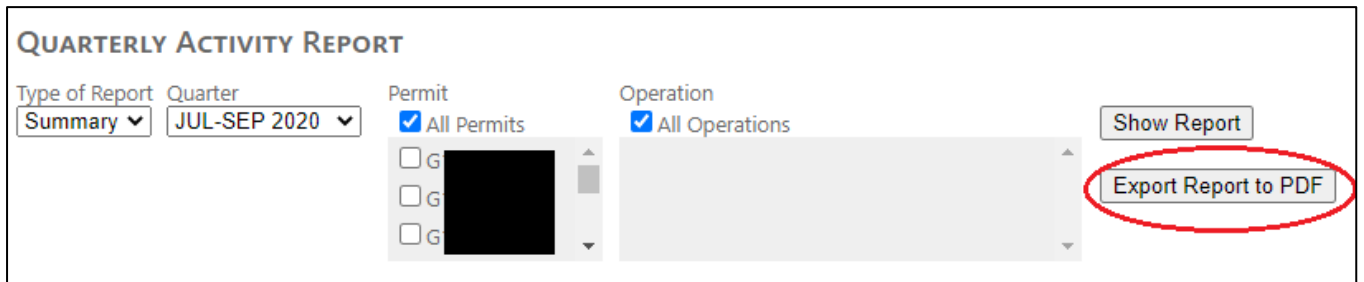 QUARTERLY ACTIVITY REPORT
Type of Report Quarter Permit Operation
Summary JUL-SEP 2020 All Permits All Operations Show Report
G
G
G
Export Report to PDF